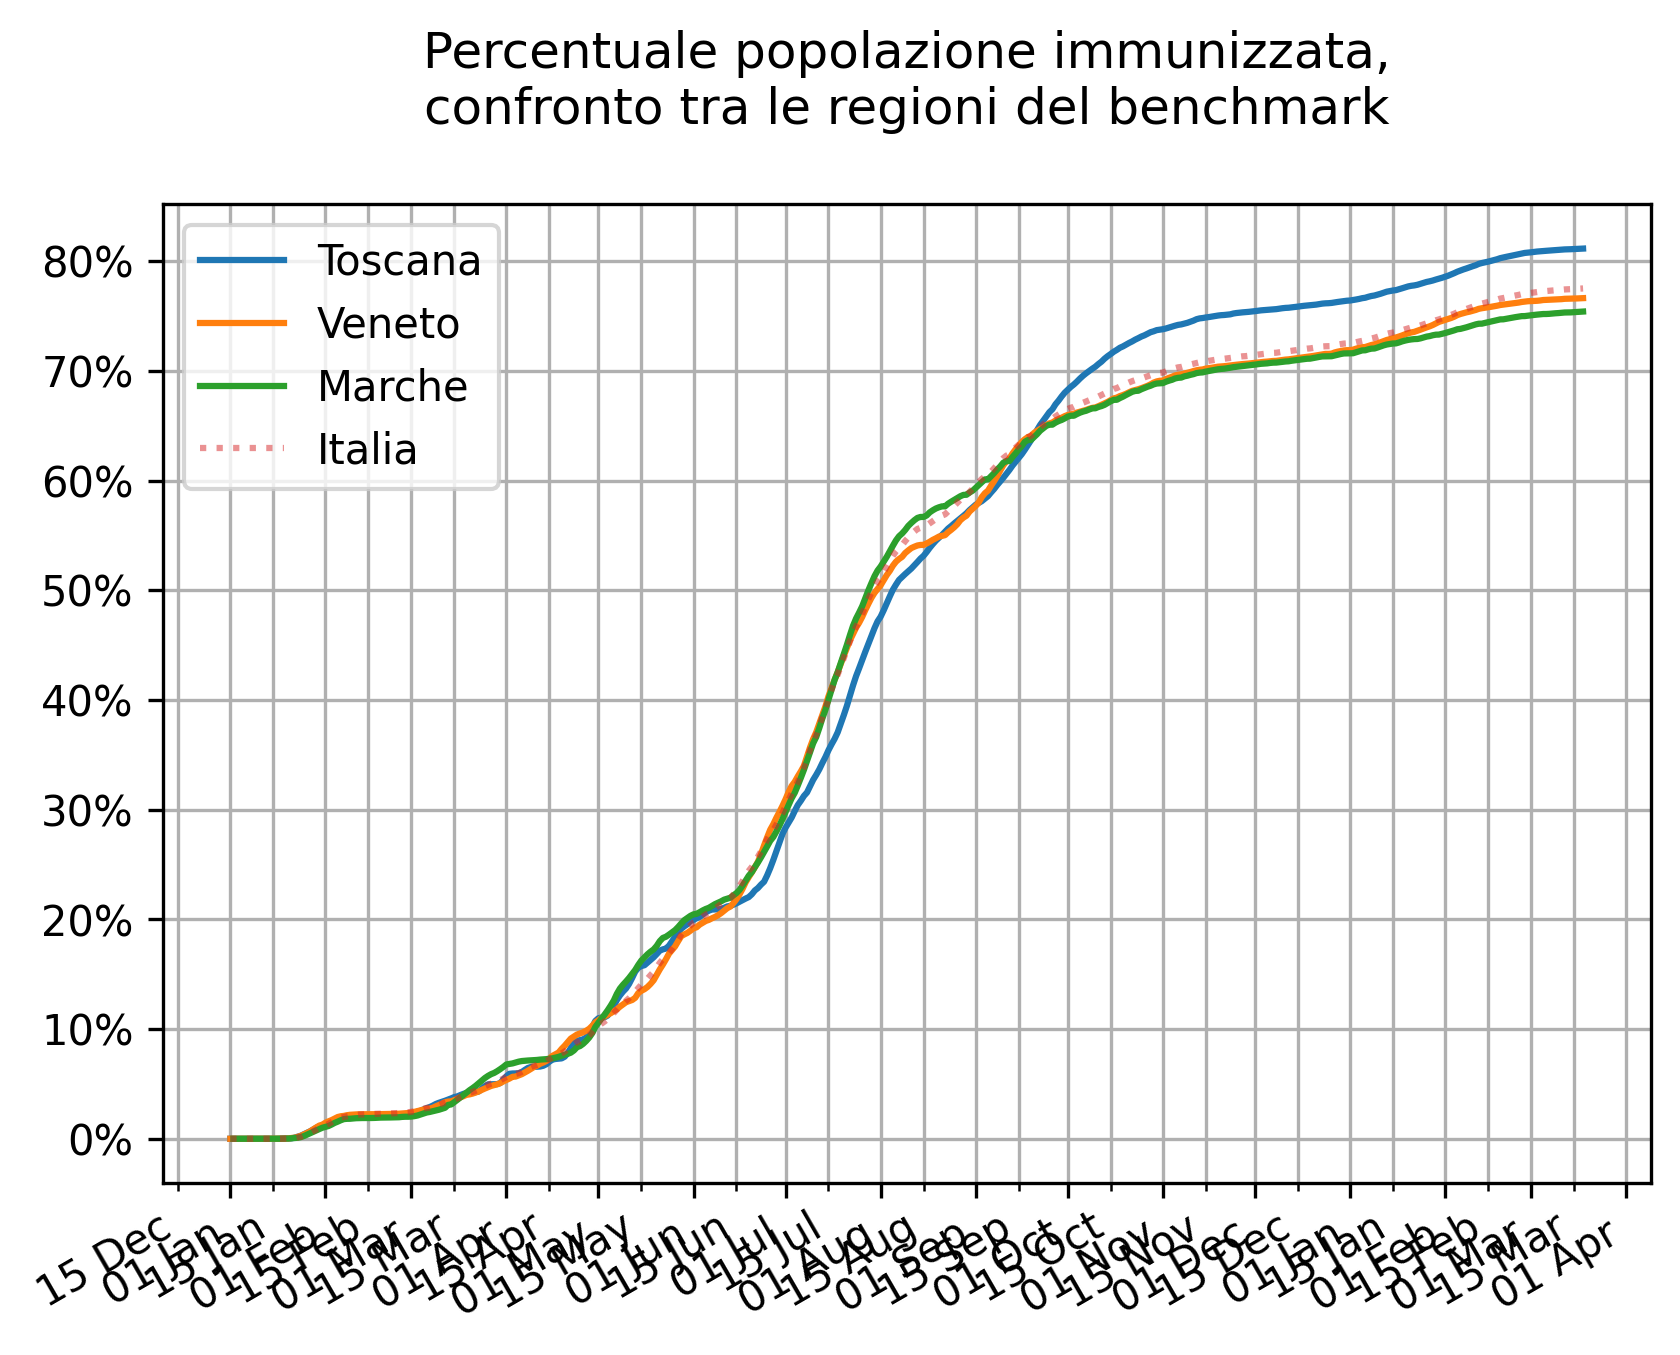 Percentuale popolazione immunizzata,
confronto tra le regioni del benchmark
Toscana
Veneto
Marche
Italia
80%
70%
60%
50%
40%
30%
20%
10%
0%
15 Dec
01 Jan
15 Jan
01 Feb
15 Feb
01 Mar
15 Mar
01 Apr
15 Apr
01 May
15 May
01 Jun
15 Jun
01 Jul
15 Jul
01 Aug
15 Aug
01 Sep
15 Sep
01 Oct
15 Oct
01 Nov
15 Nov
01 Dec
15 Dec
01 Jan
15 Jan
01 Feb
15 Feb
01 Mar
15 Mar
01 Apr